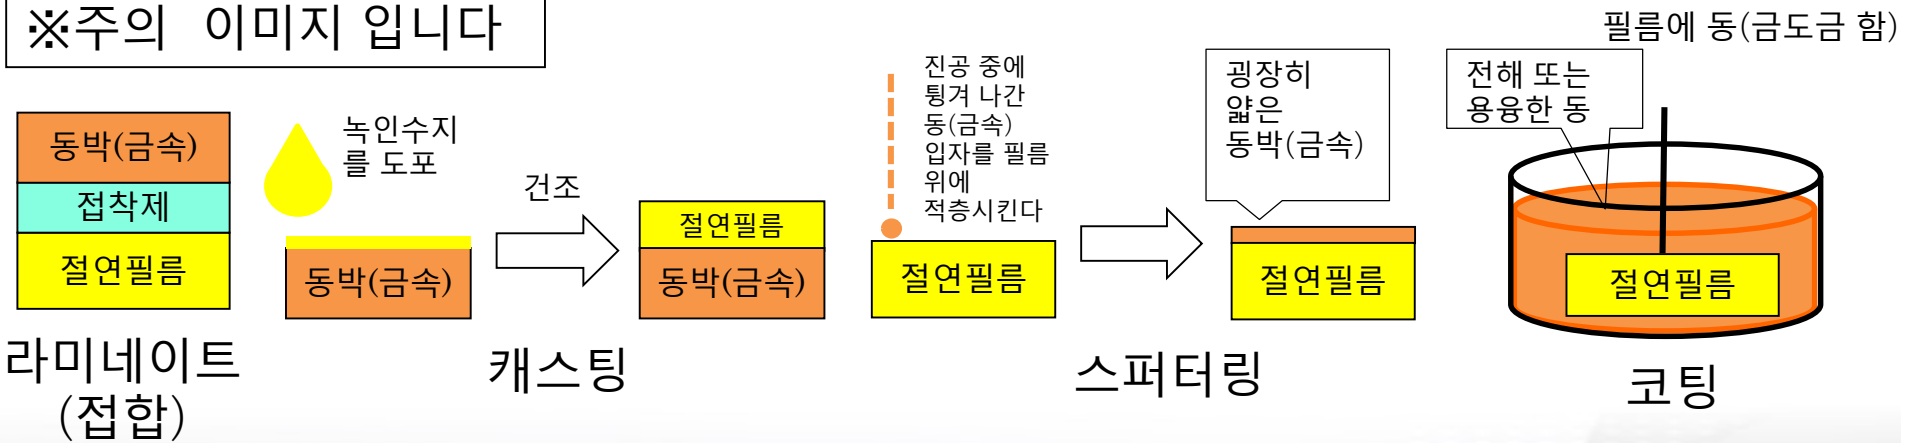 ※주의 이미지 입니다
동박(금속)
접착제
절연필름
라미네이트
(접합)
녹인수지
를 도포
동박(금속)
건조
절연필름
동박(금속)
캐스팅
진공 중에
튕겨 나간
동(금속)
입자를 필름
위에
적층시킨다
절연필름
굉장히
얇은
동박(금속)
절연필름
스퍼터링
필름에 동(금도금 함)
전해 또는
용융한 동
절연필름
코팅